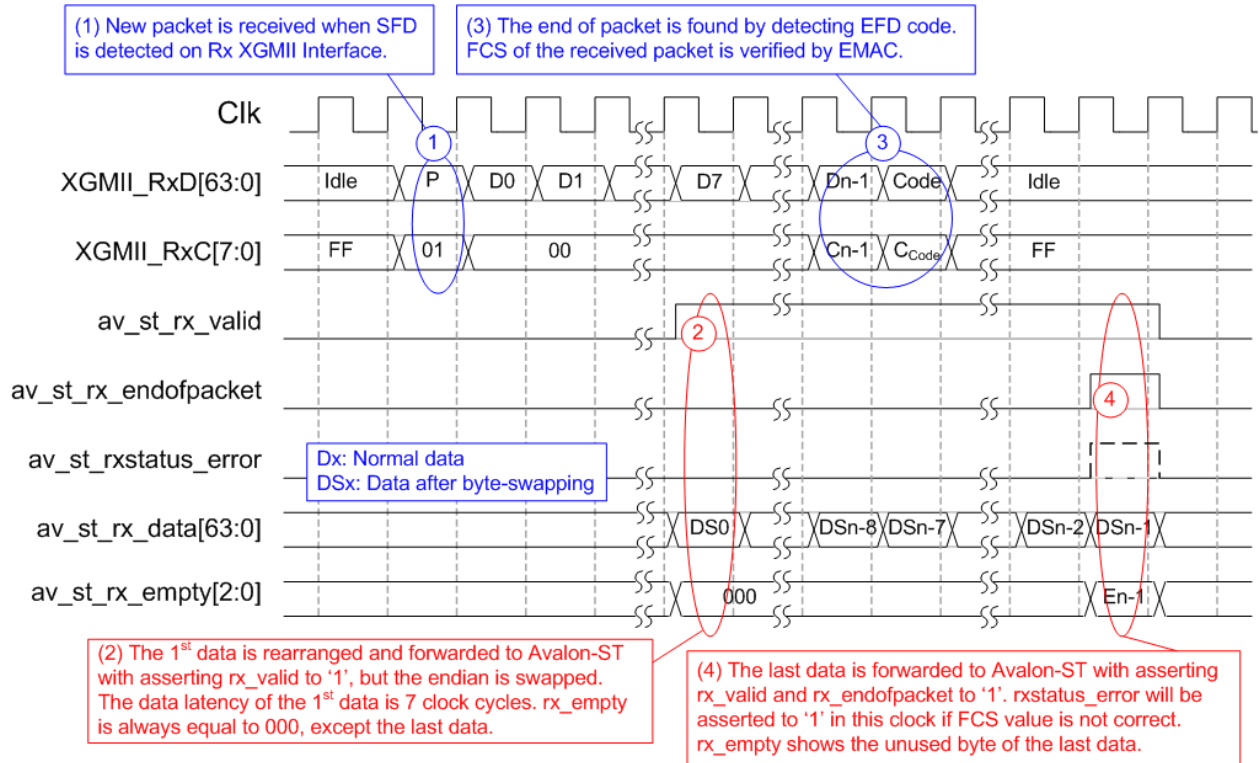 (1) New packet is received when SFD
is detected on Rx XGMII Interface.
(3) The end of packet is found by detecting EFD code.
FCS of the received packet is verified by EMAC.
Clk
1
3
XGMII_RxD[63:0] Idle P D0 D1 D7 Dn-1 Code Idle
XGMII_RxC[7:0] FF 01 00 Cn-1 CCode FF
av_st_rx_valid
2
av_st_rx_endofpacket
4
av_st_rxstatus_error
Dx: Normal data
DSx: Data after byte-swapping
av_st_rx_data[63:0] DS0 DSn-8 DSn-7 DSn-2 DSn-1
av_st_rx_empty[2:0] 000 En-1
(2) The 1st data is rearranged and forwarded to Avalon-ST
with asserting rx_valid to ‘1’, but the endian is swapped.
The data latency of the 1st data is 7 clock cycles. rx_empty
is always equal to 000, except the last data.
(4) The last data is forwarded to Avalon-ST with asserting
rx_valid and rx_endofpacket to ‘1’. rxstatus_error will be
asserted to ‘1’ in this clock if FCS value is not correct.
rx_empty shows the unused byte of the last data.